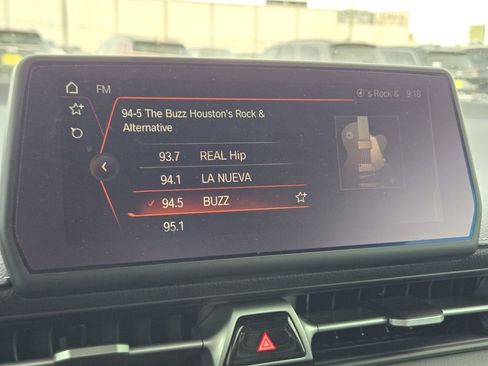 FM
s Rock & 9:18
94-5 The Buzz Houston's Rock &
Alternative
93.7 REAL Hip
94.1 LA NUEVA
94.5 BUZZ
95.1